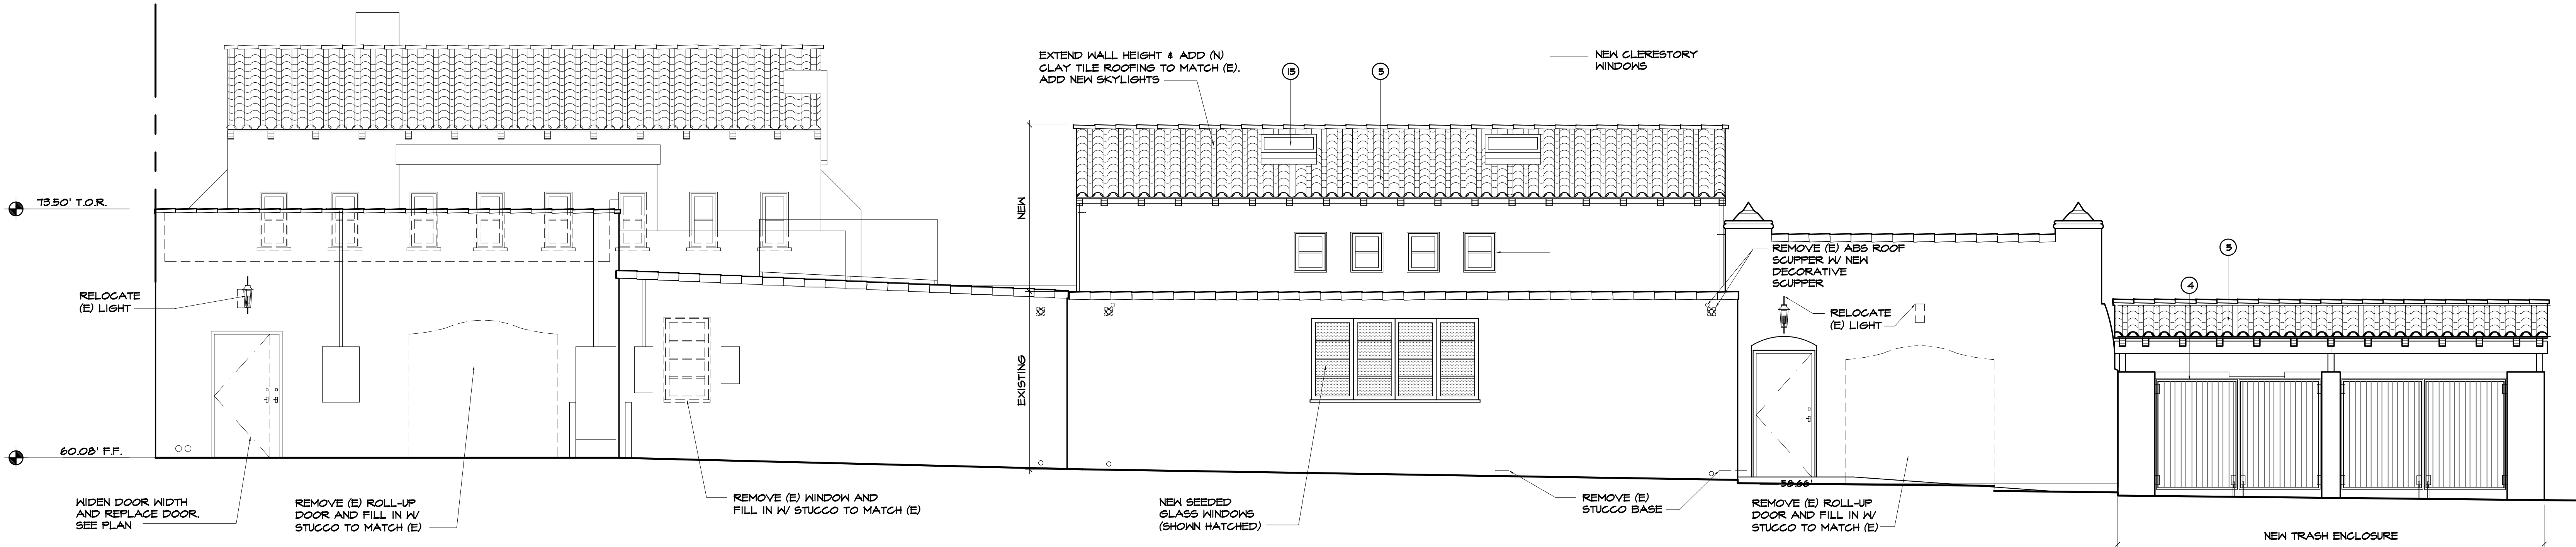 EXTEND WALL HEIGHT & ADD (N)
CLAY TILE ROOFING TO MATCH (E).
ADD NEW SKYLIGHTS
15
5
NEW CLERESTORY
WINDOWS
73.50' T.O.R.
NEW
REMOVE (E) ABS ROOF
SCUPPER W/ NEW
DECORATIVE
SCUPPER
5
4
RELOCATE
(E) LIGHT
RELOCATE
(E) LIGHT
EXISTING
60.08' F.F.
58.66'
WIDEN DOOR WIDTH
AND REPLACE DOOR.
SEE PLAN
REMOVE (E) ROLL-UP
DOOR AND FILL IN W/
STUCCO TO MATCH (E)
REMOVE (E) WINDOW AND
FILL IN W/ STUCCO TO MATCH (E)
NEW SEEDED
GLASS WINDOWS
(SHOWN HATCHED)
REMOVE (E)
STUCCO BASE
REMOVE (E) ROLL-UP
DOOR AND FILL IN W/
STUCCO TO MATCH (E)
NEW TRASH ENCLOSURE